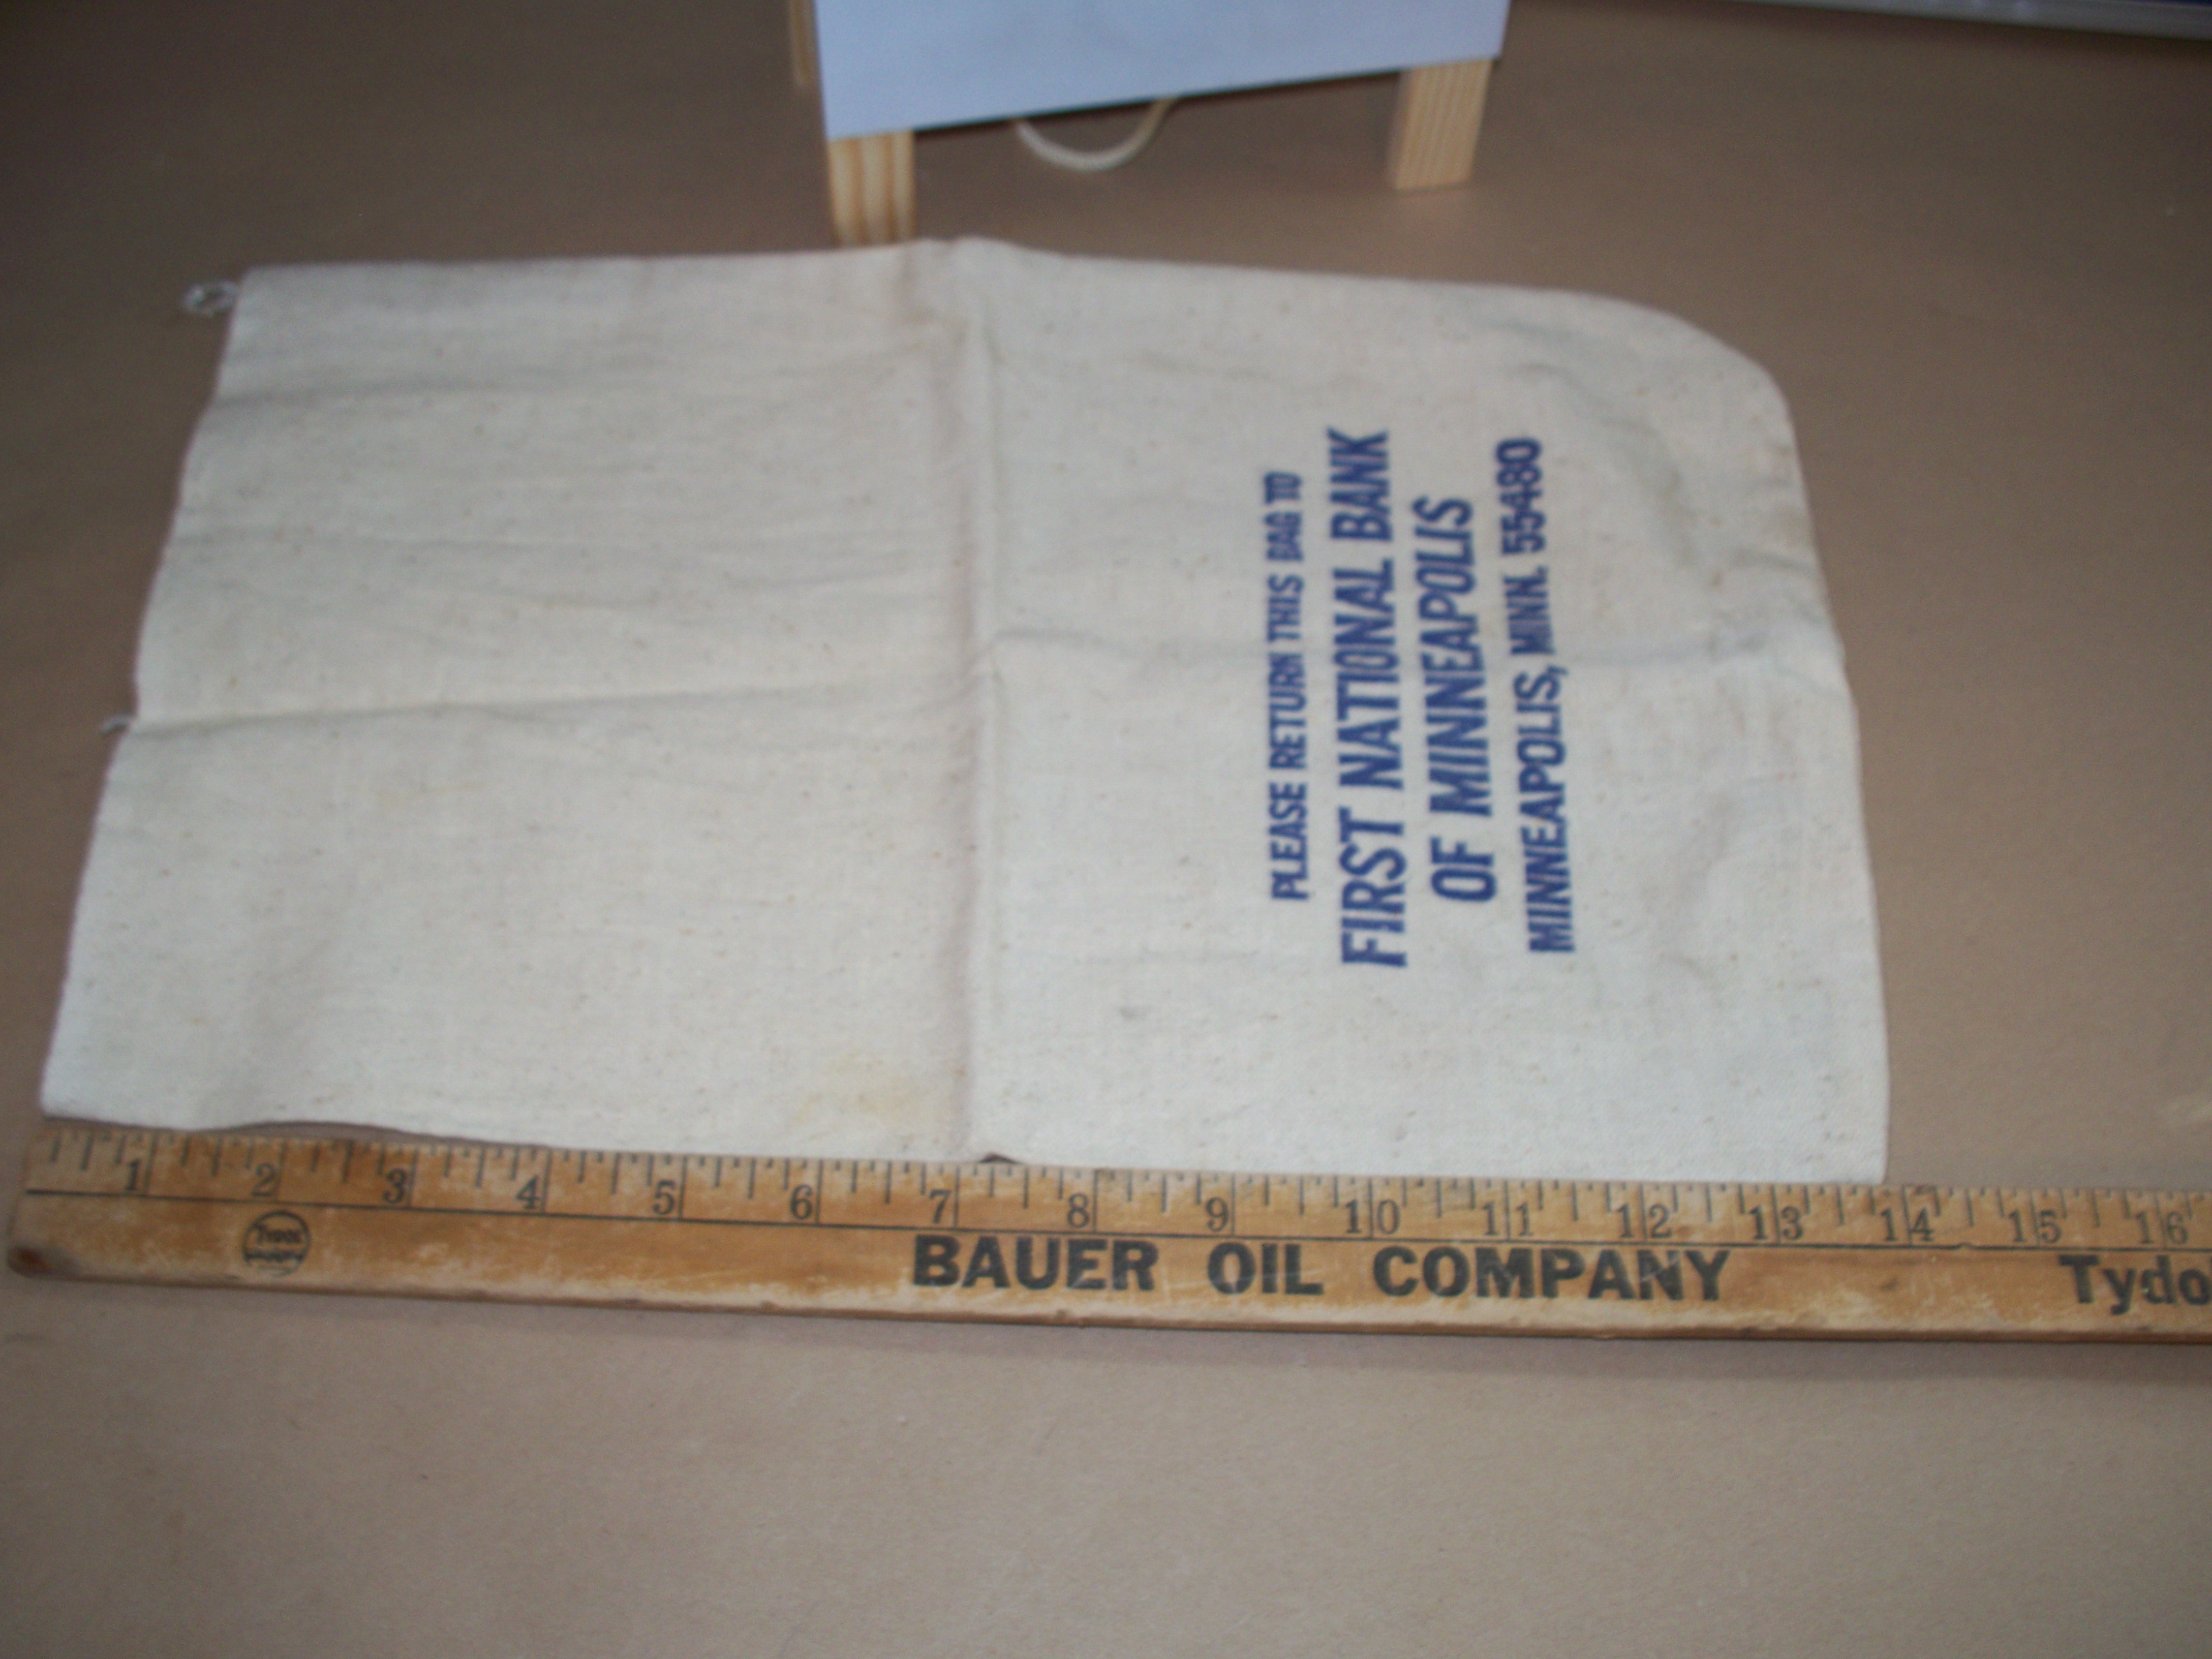 PLEASE RETURN THIS BAG TO
FIRST NATIONAL BANK
OF MINNEAPOLIS
MINNEAPOLIS, MINN. 55480
1 2 3 4 5 6 7 8 9 10 11 12 13 14 15 16
BAUER OIL COMPANY Tydol